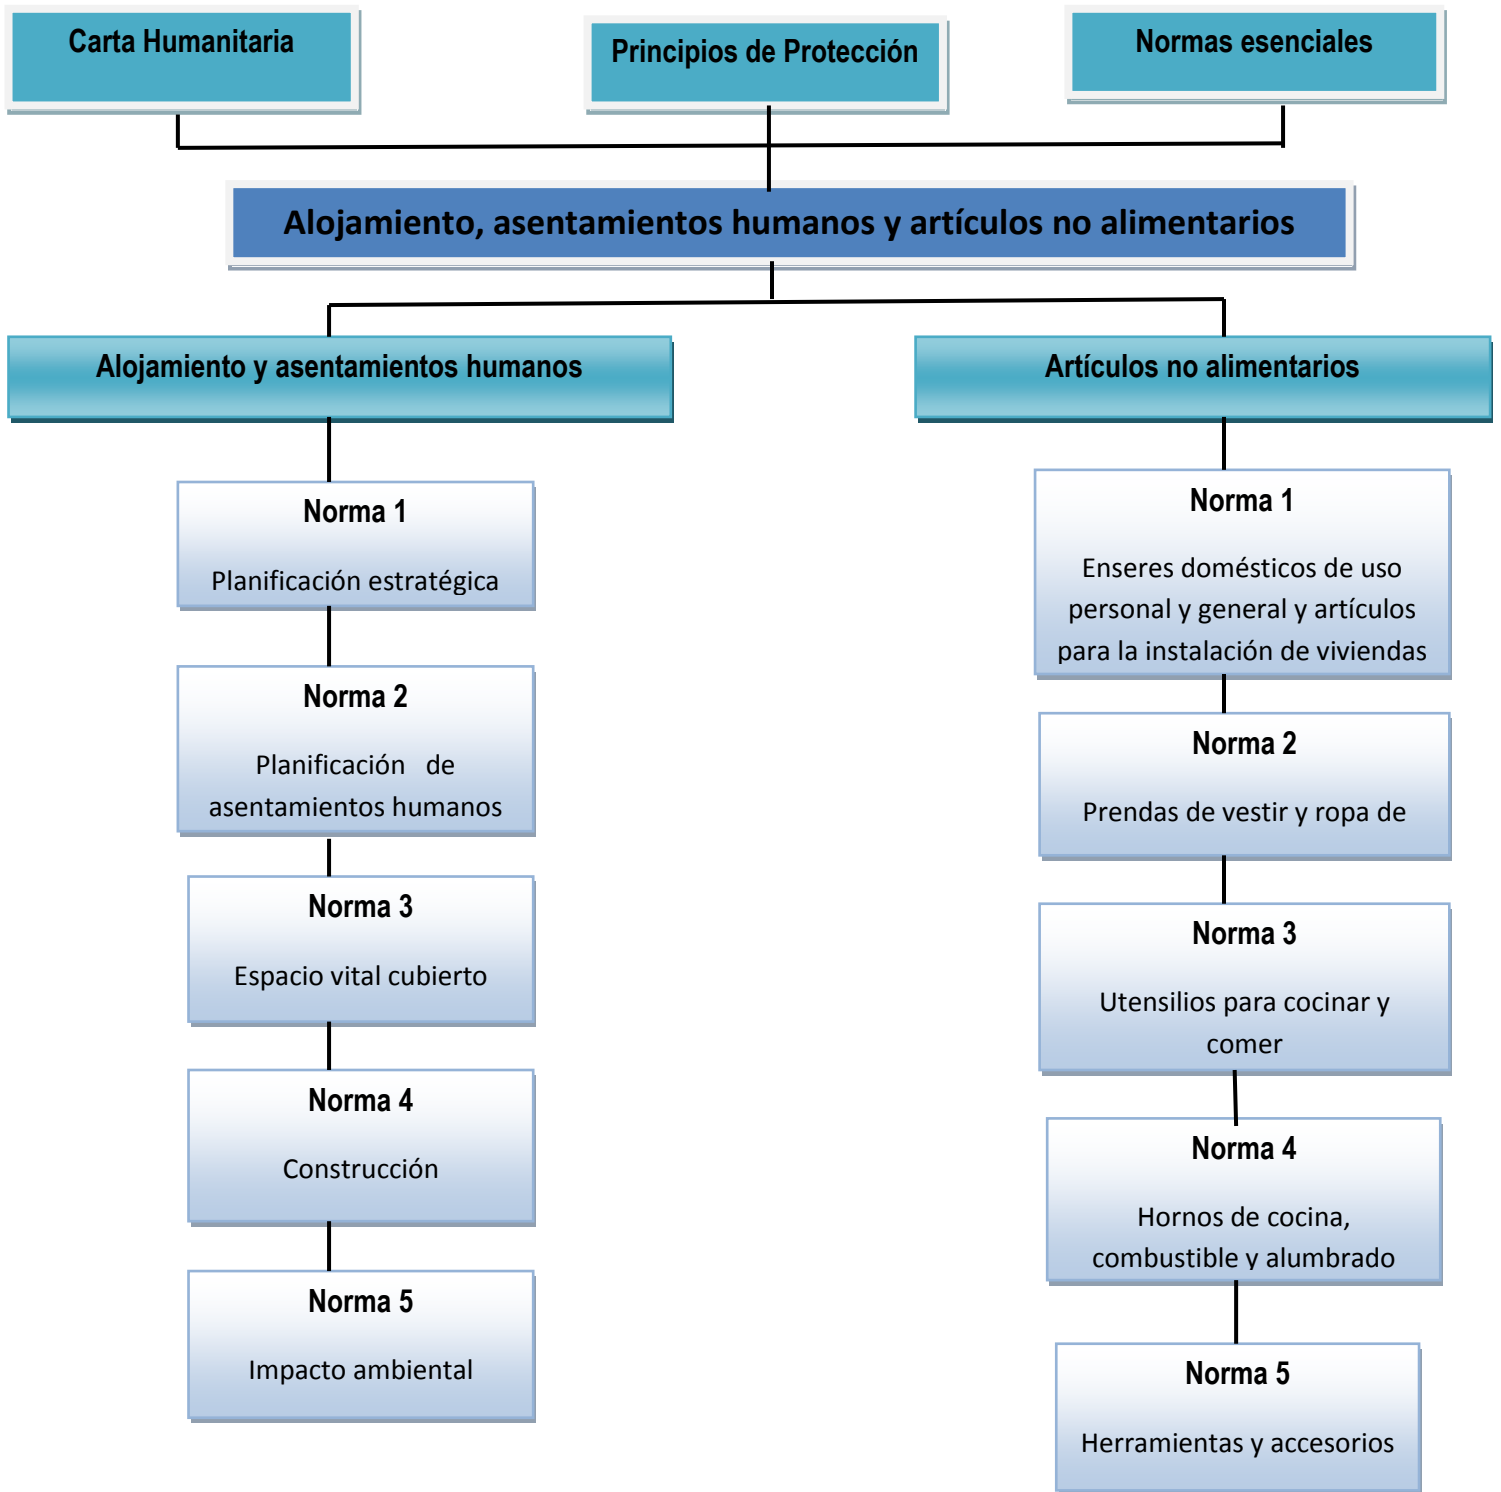 Carta Humanitaria
Principios de Protección
Normas esenciales
Alojamiento, asentamientos humanos y artículos no alimentarios
Alojamiento y asentamientos humanos
Norma 1
Planificación estratégica
Norma 2
Planificación de
asentamientos humanos
Norma 3
Espacio vital cubierto
Norma 4
Construcción
Norma 5
Impacto ambiental
Artículos no alimentarios
Norma 1
Enseres domésticos de uso
personal y general y artículos
para la instalación de viviendas
Norma 2
Prendas de vestir y ropa de
Norma 3
Utensilios para cocinar y
comer
Norma 4
Hornos de cocina,
combustible y alumbrado
Norma 5
Herramientas y accesorios